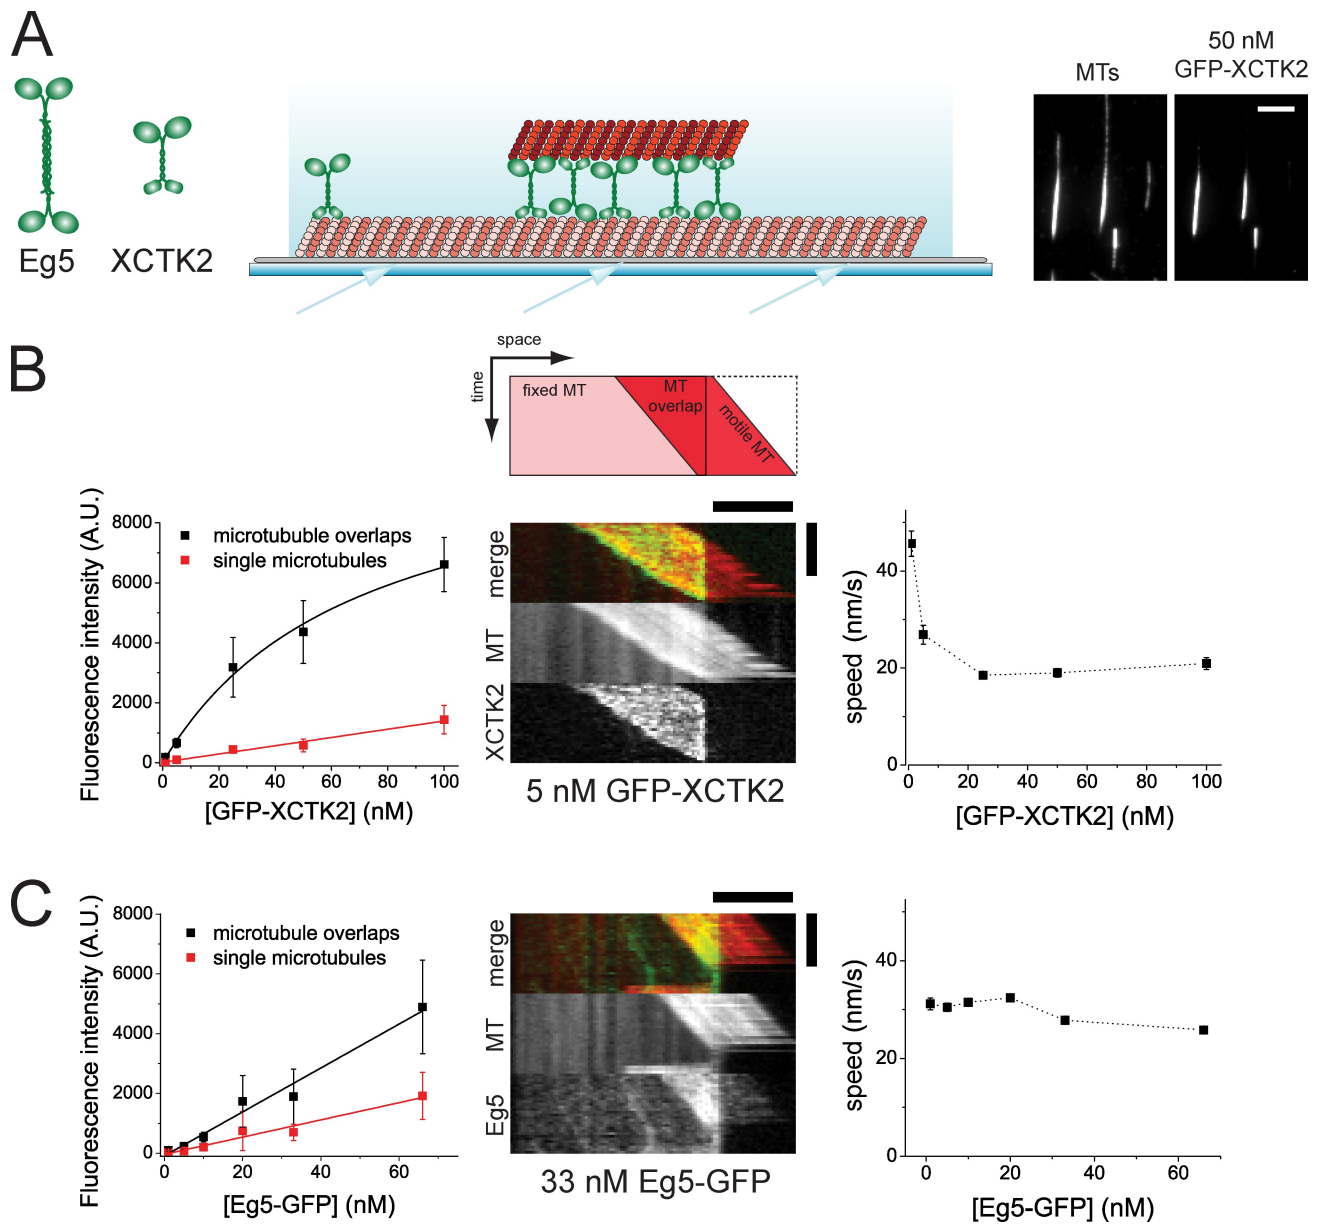 A
Eg5
XCTK2
MTs
50 nM
GFP-XCTK2
B
space
time
fixed MT
MT
overlap
motile MT
Fluorescence intensity (A.U.)
8000
6000
4000
2000
0
microtububle overlaps
single microtubules
0 20 40 60 80 100
[GFP-XCTK2] (nM)
merge
MT
XCTK2
5 nM GFP-XCTK2
speed (nm/s)
40
20
0
0 20 40 60 80 100
[GFP-XCTK2] (nM)
C
Fluorescence intensity (A.U.)
8000
6000
4000
2000
0
microtubule overlaps
single microtubules
0 20 40 60
[Eg5-GFP] (nM)
merge
MT
Eg5
33 nM Eg5-GFP
speed (nm/s)
40
20
0
0 20 40 60
[Eg5-GFP] (nM)